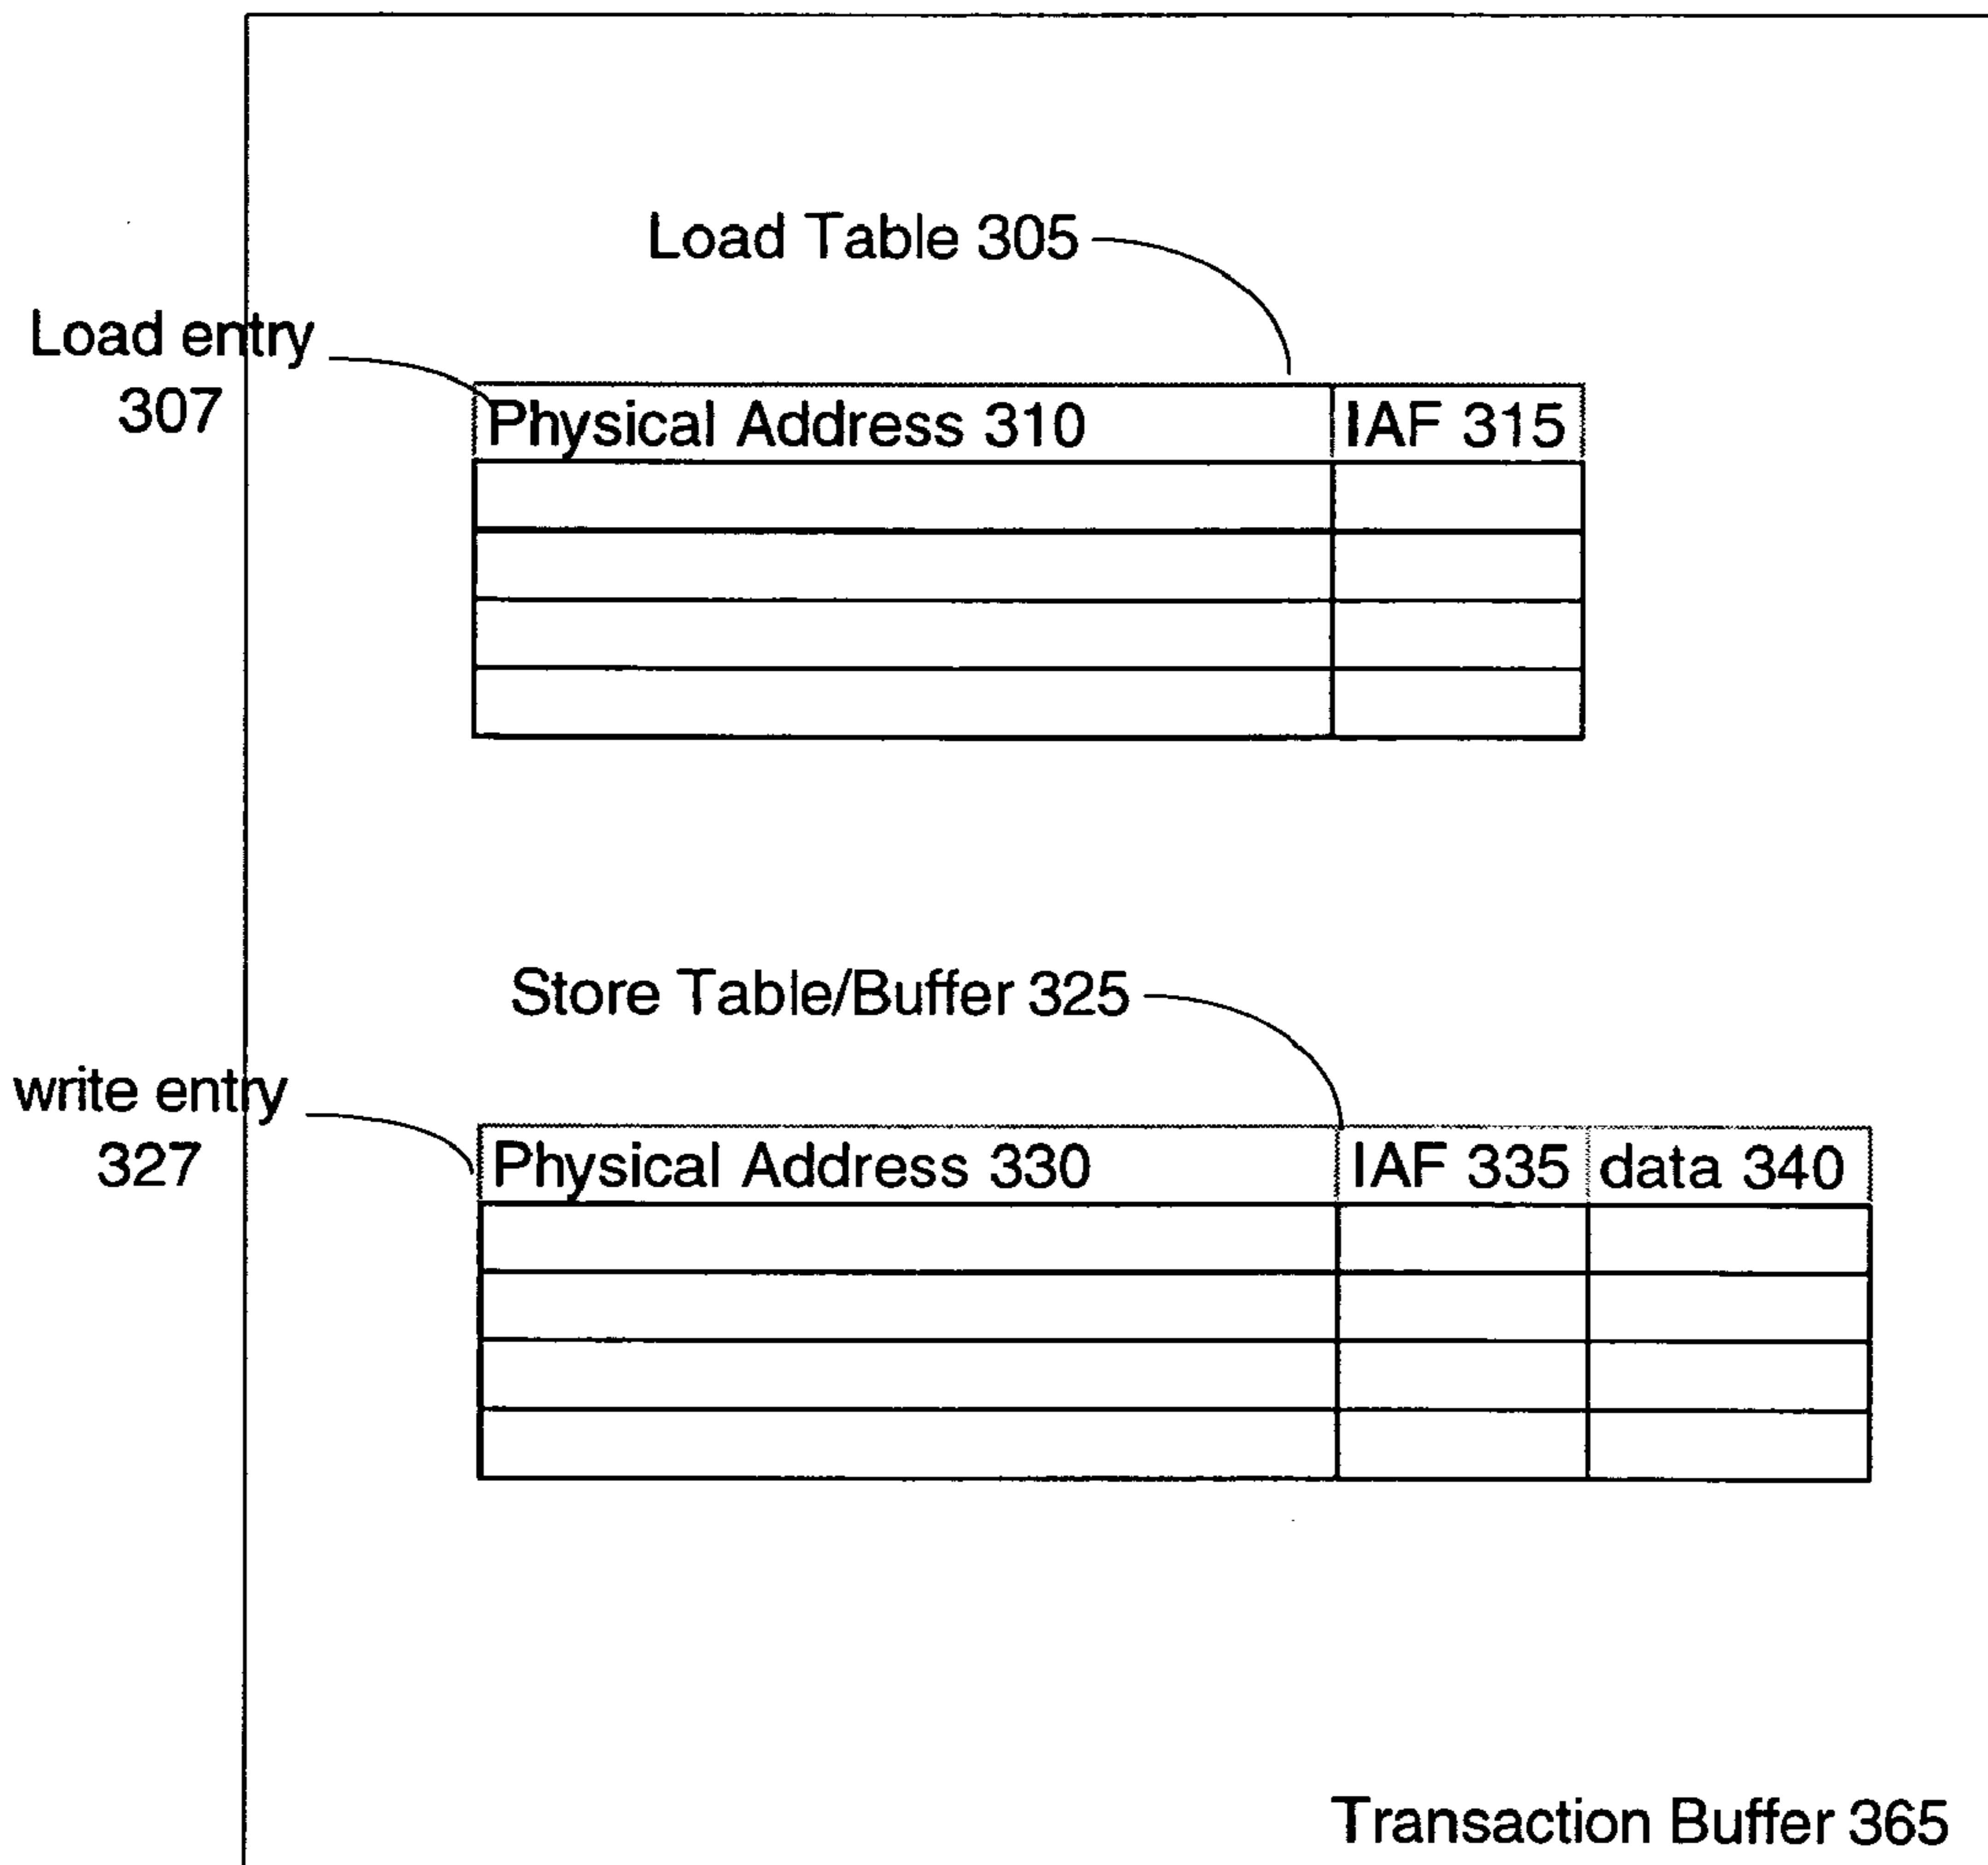 Load Table 305
Load entry
307
Physical Address 310 IAF 315
Store Table/Buffer 325
write entry
327
Physical Address 330 IAF 335 data 340
Transaction Buffer 365